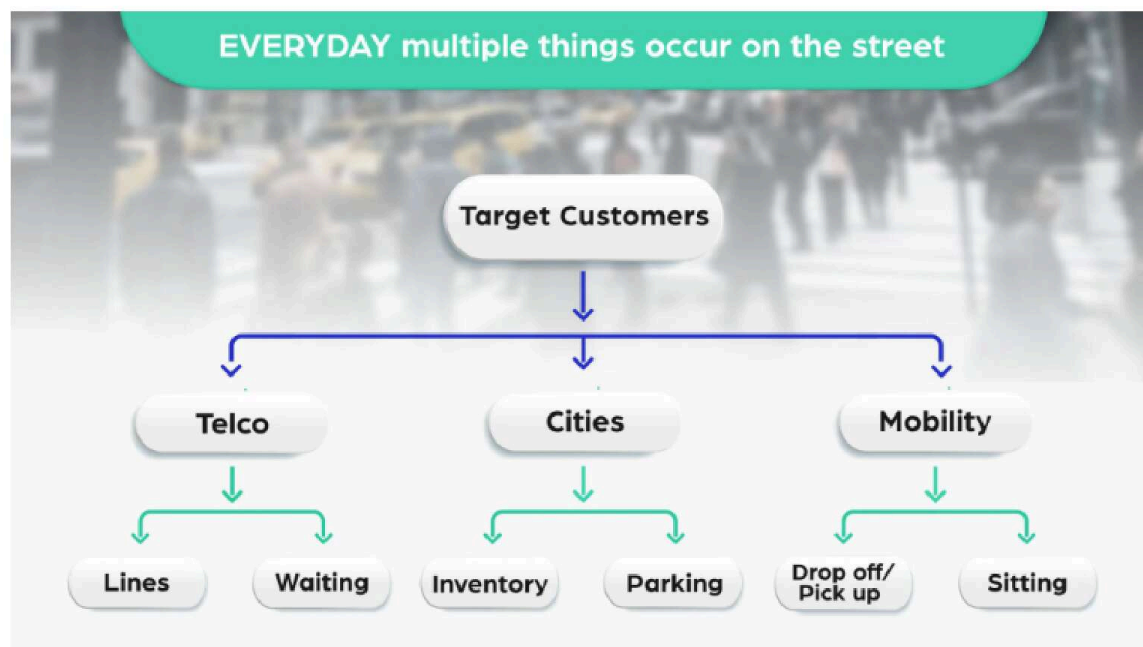 EVERYDAY multiple things occur on the street
Target Customers
Telco
Cities
Mobility
Lines
Waiting
Inventory
Parking
Drop off/
Pick up
Sitting